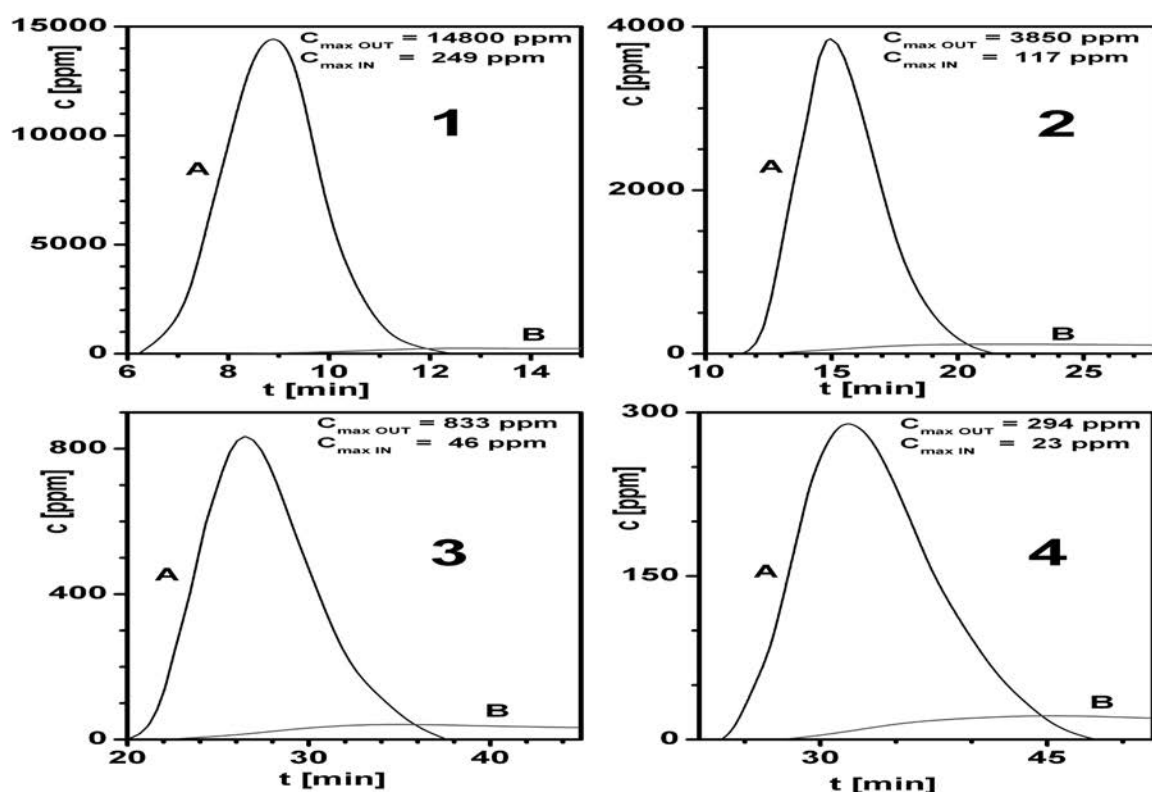 15000
10000
5000
0
c [ppm]
C max OUT = 14800 ppm
C max IN = 249 ppm
1
A
B
6 8 10 12 14
t [min]
4000
2000
0
c [ppm]
C max OUT = 3850 ppm
C max IN = 117 ppm
2
A
B
10 15 20 25
t [min]
800
400
0
c [ppm]
C max OUT = 833 ppm
C max IN = 46 ppm
3
A
B
20 30 40
t [min]
300
150
0
c [ppm]
C max OUT = 294 ppm
C max IN = 23 ppm
4
A
B
30 45
t [min]